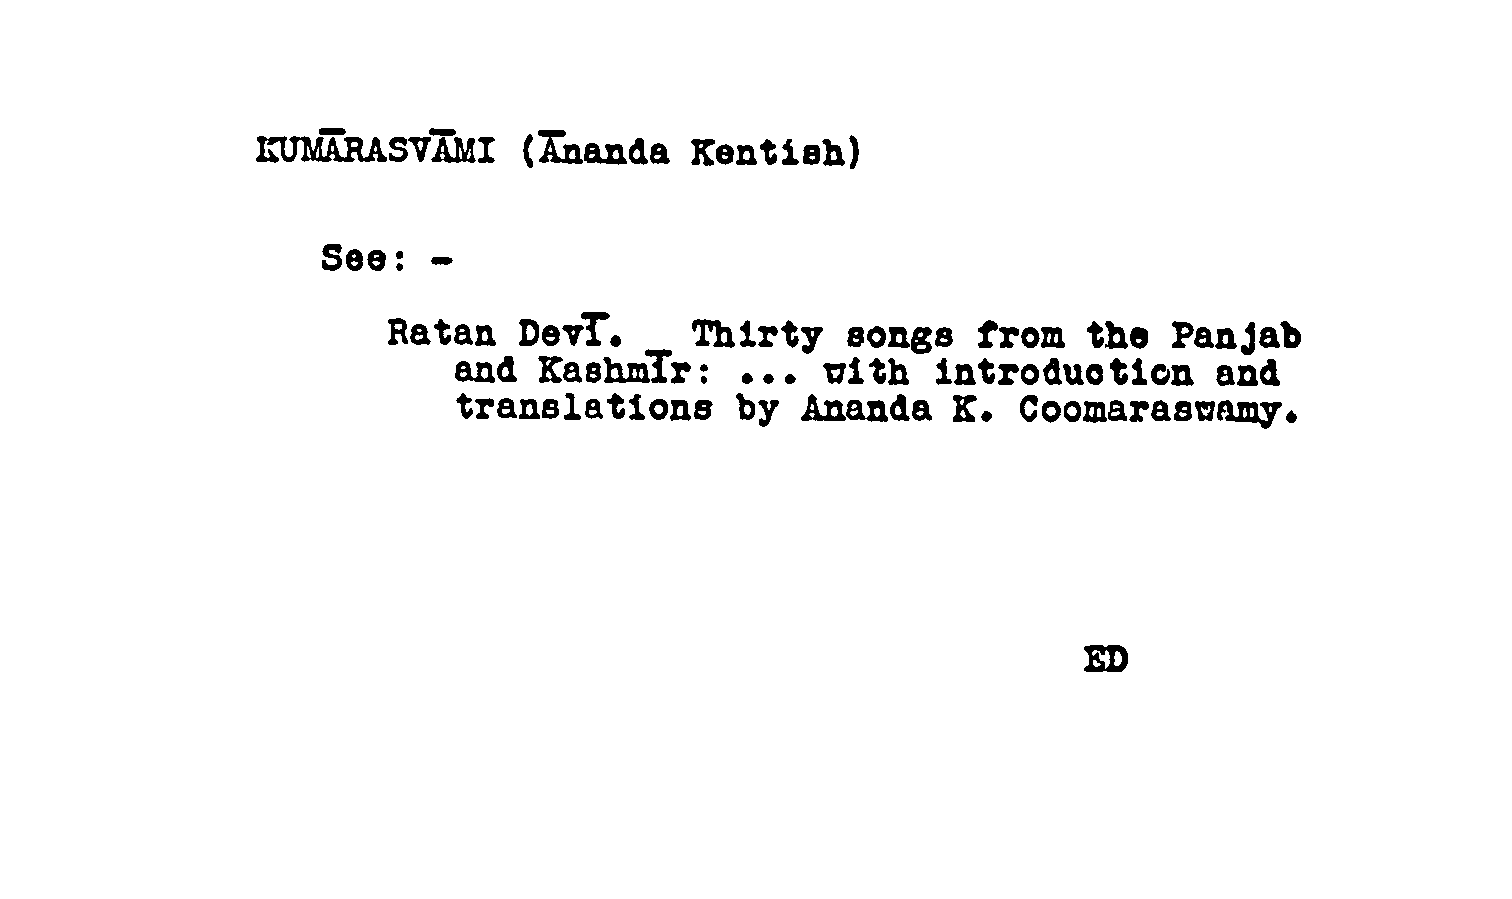 KUMĀRASVĀMI (Ānanda Kentish)
See: -
Ratan Devī. Thirty songs from the Panjab
and Kashmīr: ... with introduction and
translations by Ananda K. Coomaraswamy.
ED